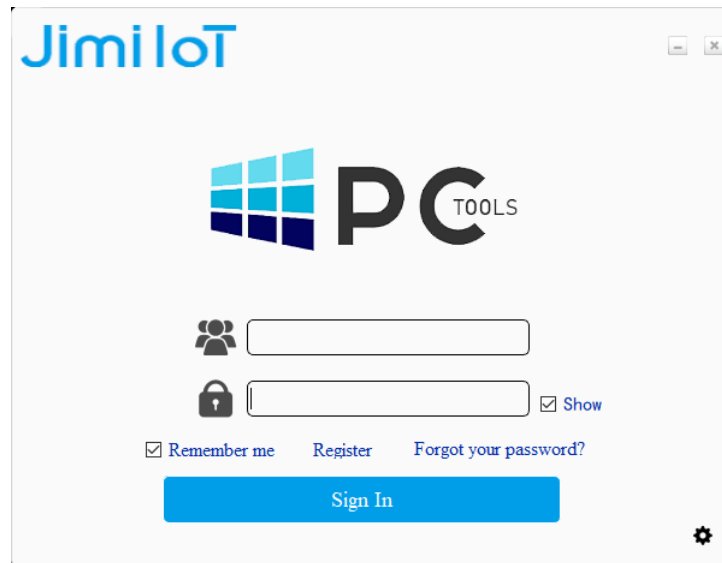 Jimi IoT
PC TOOLS
Show
Remember me Register Forgot your password?
Sign In